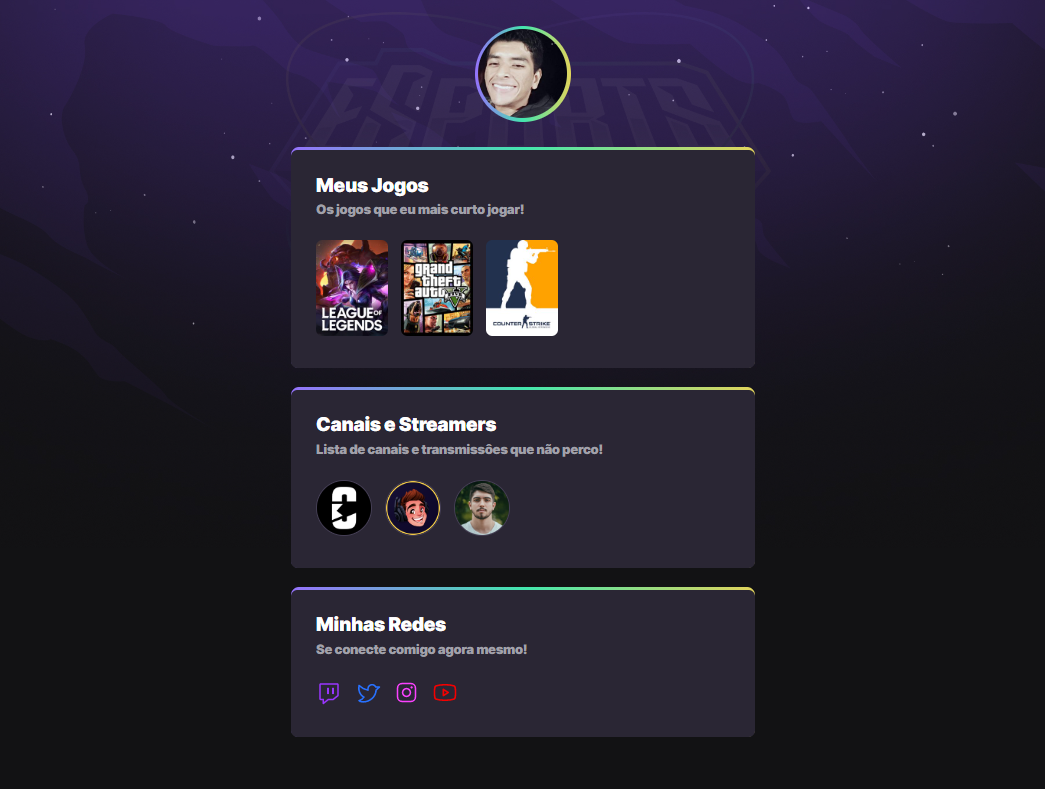 ESPORTS
Meus Jogos
Os jogos que eu mais curto jogar!
LEAGUE OF
LEGENDS
grand
theft
auto
V
COUNTER STRIKE
Canais e Streamers
Lista de canais e transmissões que não perco!
Minhas Redes
Se conecte comigo agora mesmo!